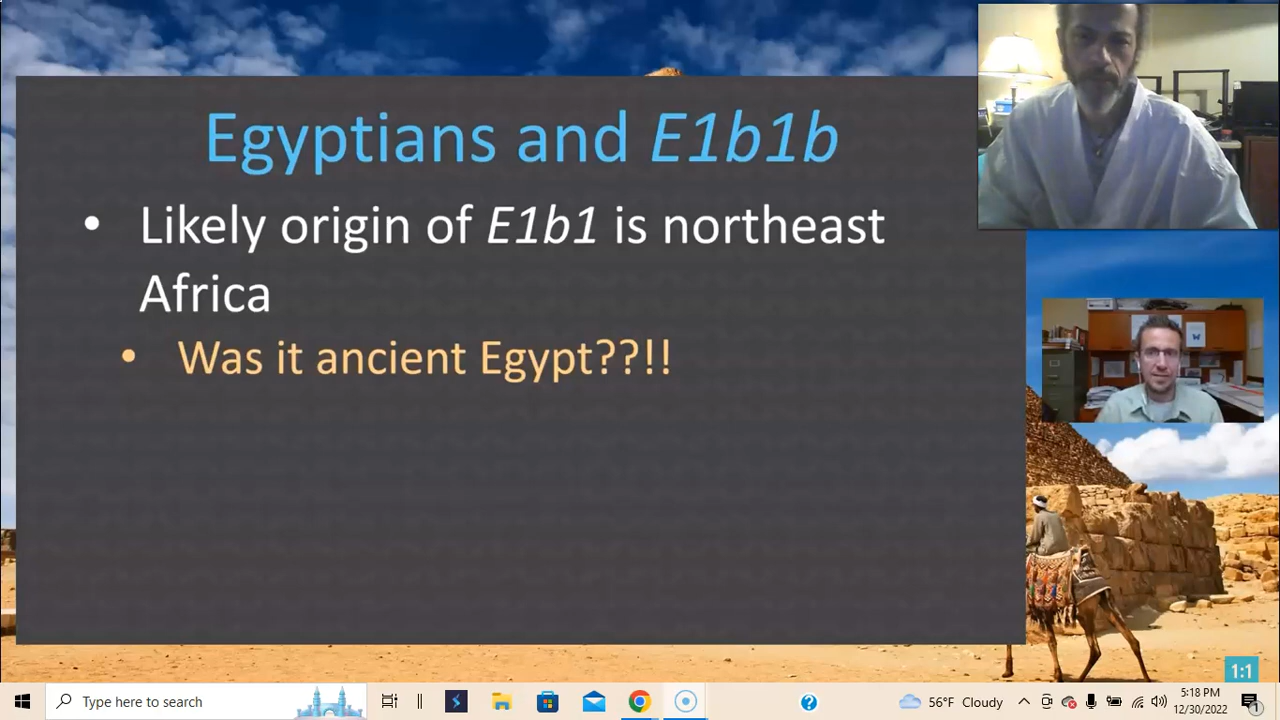 Egyptians and E1b1b
• Likely origin of E1b1 is northeast
Africa
• Was it ancient Egypt??!!
1:1
Type here to search
56°F Cloudy
5:18 PM
12/30/2022
1